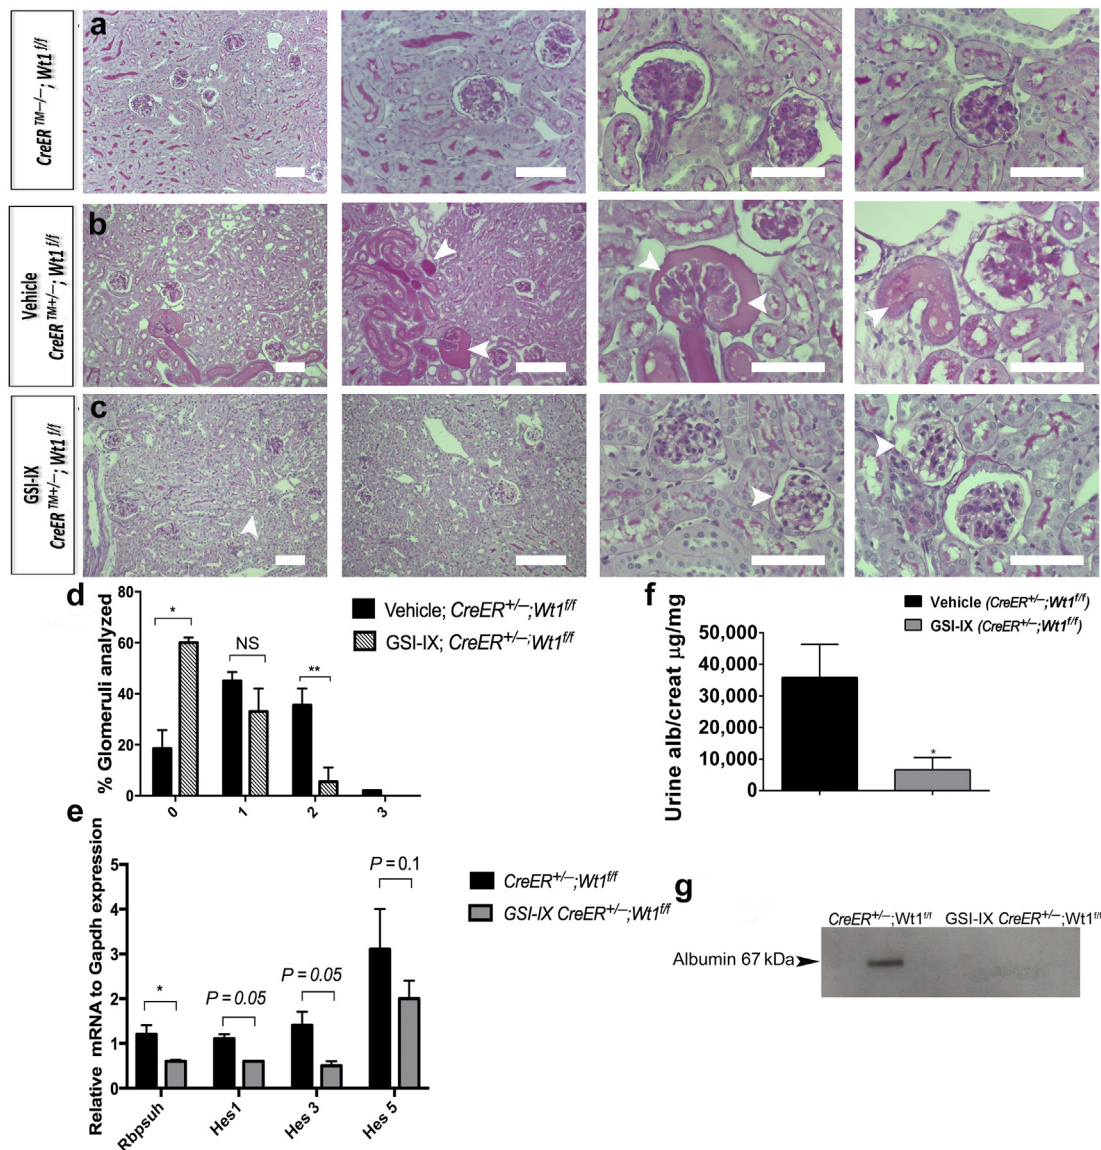 a
CreER TM–/–; Wt1 f/f
b
Vehicle
CreER TM+/–; Wt1 f/f
c
GSI-IX
CreER TM+/–; Wt1 f/f
d
% Glomeruli analyzed
80
60
40
20
0
*
NS
**
0
1
2
3
Vehicle; CreER+/–;Wt1f/f
GSI-IX; CreER+/–;Wt1f/f
f
Vehicle (CreER+/–;Wt1f/f)
GSI-IX (CreER+/–;Wt1f/f)
Urine alb/creat µg/mg
50,000
40,000
30,000
20,000
10,000
0
*
e
Relative mRNA to Gapdh expression
5
4
3
2
1
0
*
P = 0.05
P = 0.05
P = 0.1
Rbpsuh
Hes1
Hes 3
Hes 5
CreER+/–;Wt1f/f
GSI-IX CreER+/–;Wt1f/f
g
CreER+/–;Wt1f/f GSI-IX CreER+/–;Wt1f/f
Albumin 67 kDa